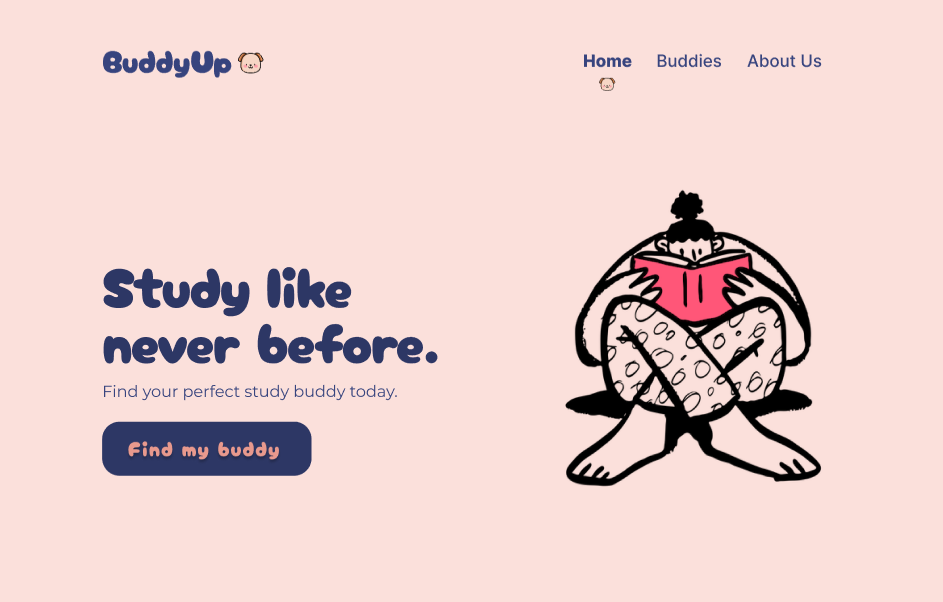 BuddyUp
Home Buddies About Us
Study like
never before.
Find your perfect study buddy today.
Find my buddy